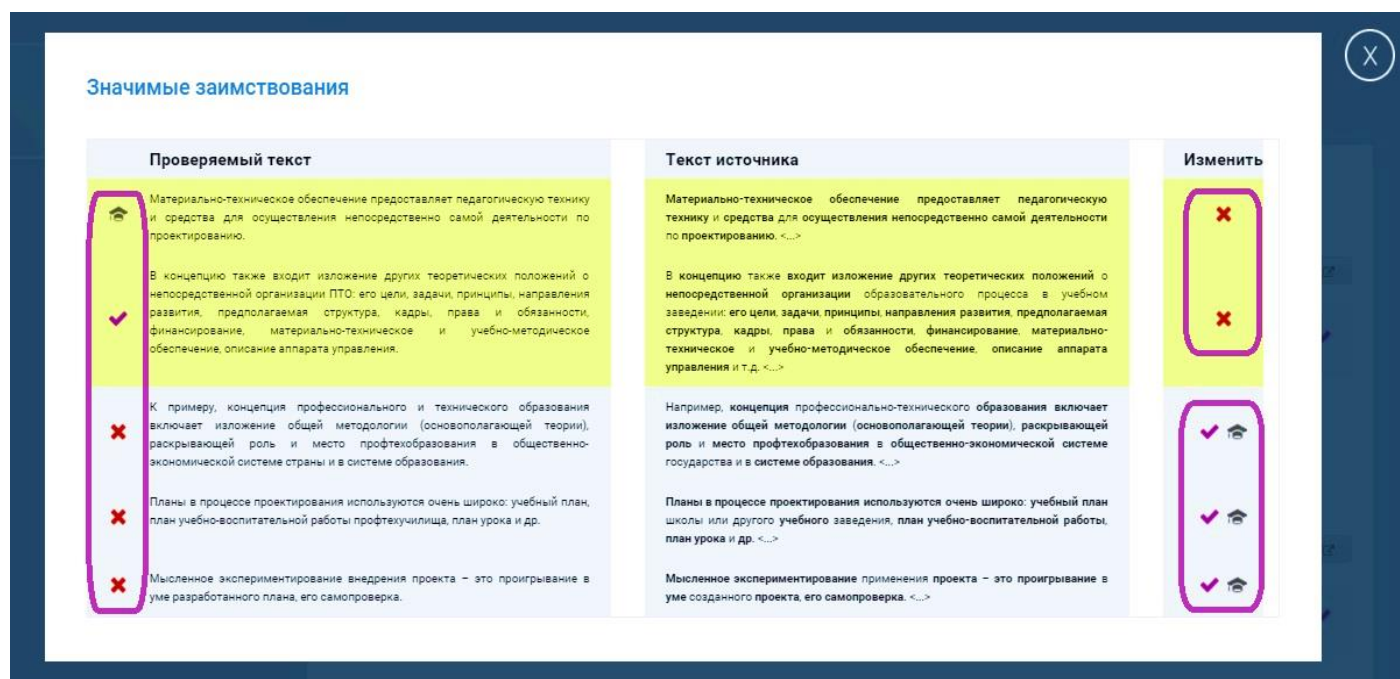 X
Значимые заимствования
Проверяемый текст
Текст источника
Изменить
Материально-техническое обеспечение предоставляет педагогическую технику
и средства для осуществления непосредственно самой деятельности по
проектированию.
Материально-техническое обеспечение предоставляет педагогическую
технику и средства для осуществления непосредственно самой деятельности
по проектированию. <...>
В концепцию также входит изложение других теоретических положений о
непосредственной организации ПТО: его цели, задачи, принципы, направления
развития, предполагаемая структура, кадры, права и обязанности,
финансирование, материально-техническое и учебно-методическое
обеспечение, описание аппарата управления.
В концепцию также входит изложение других теоретических положений о
непосредственной организации образовательного процесса в учебном
заведении: его цели, задачи, принципы, направления развития, предполагаемая
структура, кадры, права и обязанности, финансирование, материально-
техническое и учебно-методическое обеспечение, описание аппарата
управления и т.д. <...>
К примеру, концепция профессионального и технического образования
включает изложение общей методологии (основополагающей теории),
раскрывающей роль и место профтехобразования в общественно-
экономической системе страны и в системе образования.
Например, концепция профессионально-технического образования включает
изложение общей методологии (основополагающей теории), раскрывающей
роль и место профтехобразования в общественно-экономической системе
государства и в системе образования. <...>
Планы в процессе проектирования используются очень широко: учебный план,
план учебно-воспитательной работы профтехучилища, план урока и др.
Планы в процессе проектирования используются очень широко: учебный план
школы или другого учебного заведения, план учебно-воспитательной работы,
план урока и др. <...>
Мысленное экспериментирование внедрения проекта – это проигрывание в
уме разработанного плана, его самопроверка.
Мысленное экспериментирование применения проекта – это проигрывание в
уме созданного проекта, его самопроверка. <...>